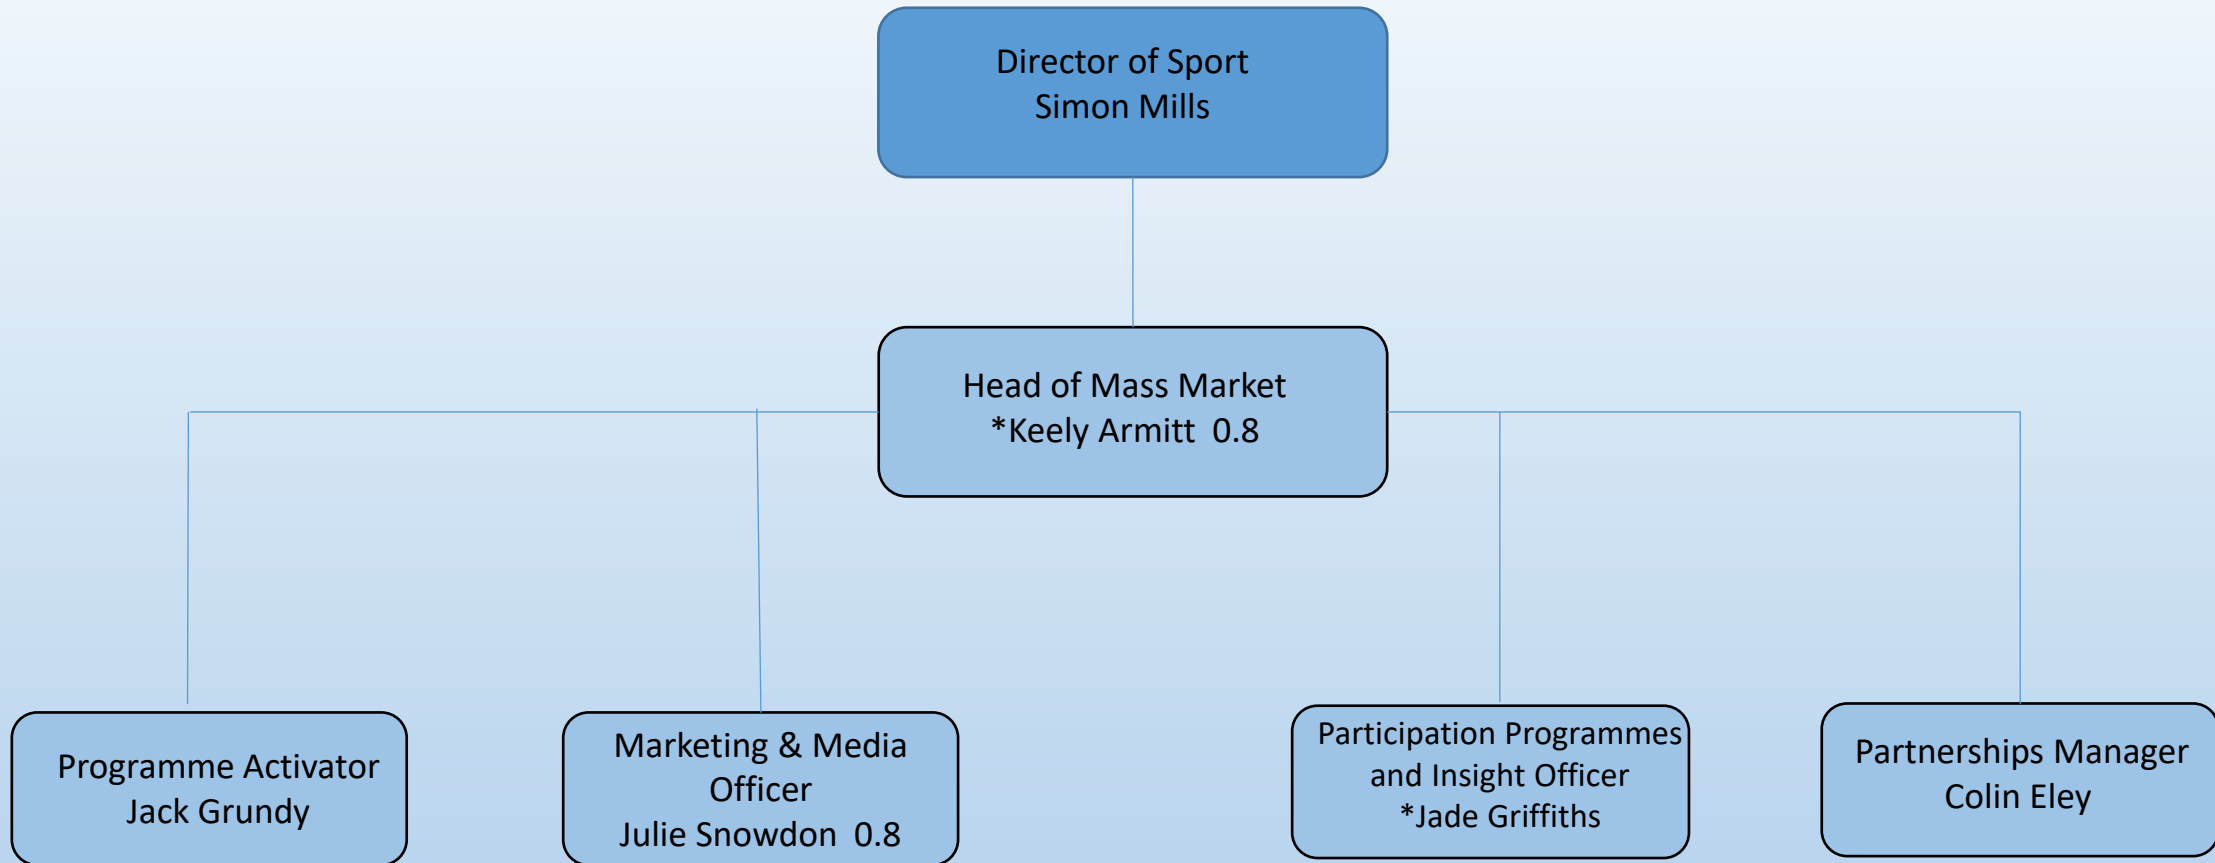 Director of Sport
Simon Mills
Head of Mass Market
*Keely Armitt  0.8
Programme Activator
Jack Grundy
Marketing & Media
Officer
Julie Snowdon  0.8
Participation Programmes
and Insight Officer
*Jade Griffiths
Partnerships Manager
Colin Eley